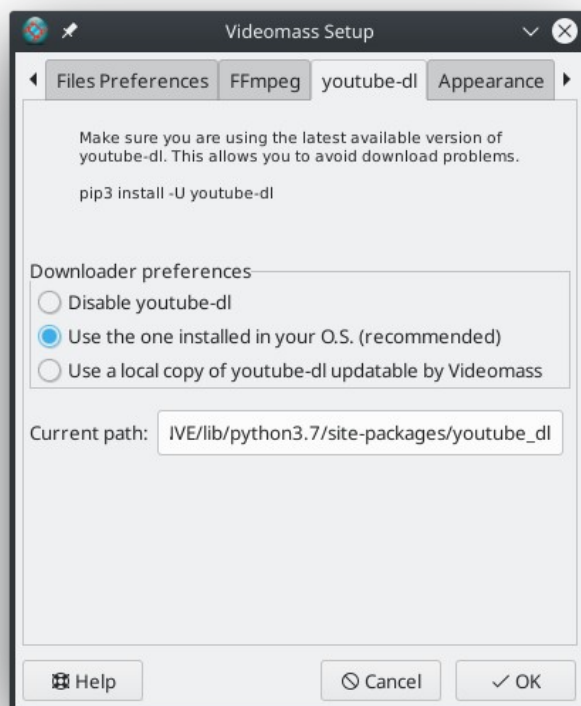 Videomass Setup
Files Preferences FFmpeg youtube-dl Appearance
Make sure you are using the latest available version of
youtube-dl. This allows you to avoid download problems.
pip3 install -U youtube-dl
Downloader preferences
Disable youtube-dl
Use the one installed in your O.S. (recommended)
Use a local copy of youtube-dl updatable by Videomass
Current path: IVE/lib/python3.7/site-packages/youtube_dl
Help Cancel OK